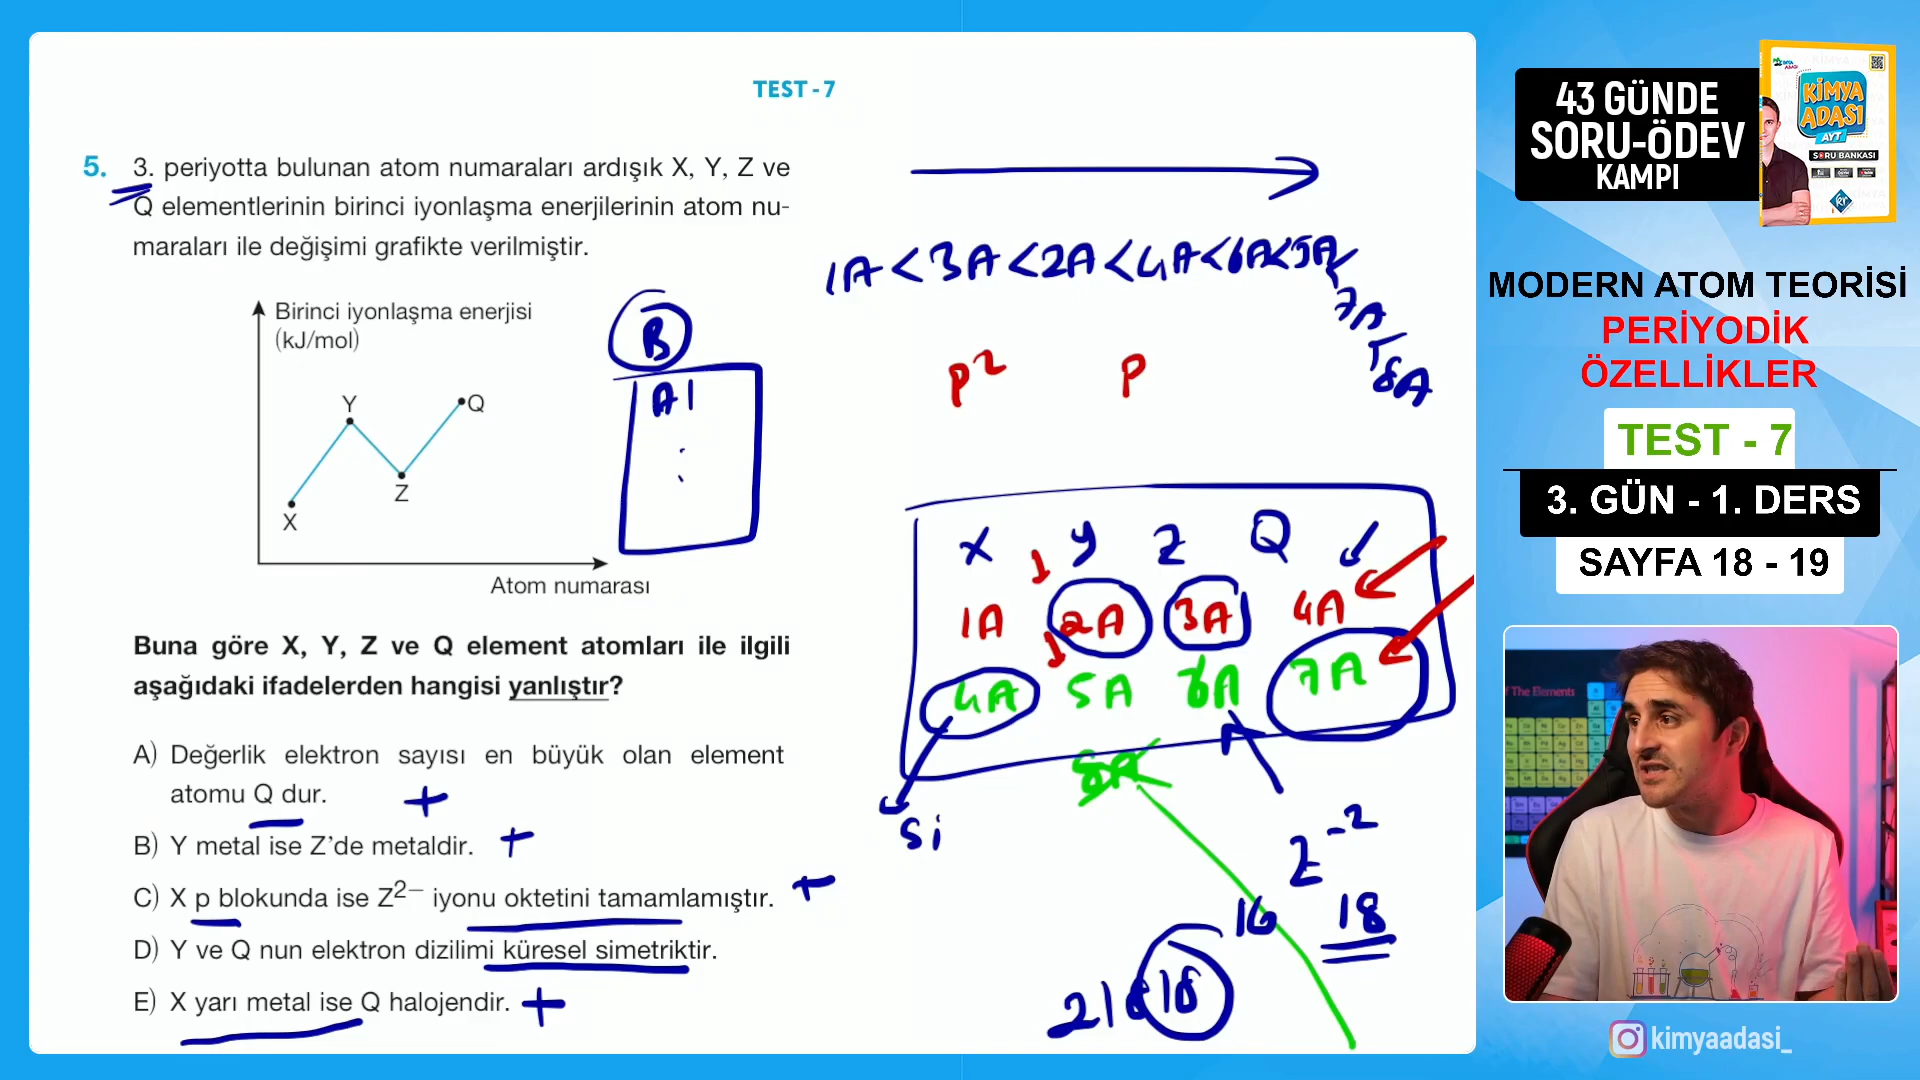 TEST - 7
5. 3. periyotta bulunan atom numaraları ardışık X, Y, Z ve
Q elementlerinin birinci iyonlaşma enerjilerinin atom nu-
maraları ile değişimi grafikte verilmiştir.
Birinci iyonlaşma enerjisi
(kJ/mol)
Y
Q
Z
X
Atom numarası
B
Al
1A < 3A < 2A < 4A < 6A < 5A <
7A
8A
p²
p
X Y Z Q
1A 2A 3A 4A
4A 5A 6A 7A
8A
Si
Z⁻²
16
18
2 8
18
Buna göre X, Y, Z ve Q element atomları ile ilgili
aşağıdaki ifadelerden hangisi yanlıştır?
A) Değerlik elektron sayısı en büyük olan element
atomu Q dur. +
B) Y metal ise Z'de metaldir. +
C) X p blokunda ise Z²⁻ iyonu oktetini tamamlamıştır. +
D) Y ve Q nun elektron dizilimi küresel simetriktir.
E) X yarı metal ise Q halojendir. +
43 GÜNDE
SORU-ÖDEV
KAMPI
KİMYA
ADASI
AYT
SORU BANKASI
MODERN ATOM TEORİSİ
PERİYODİK
ÖZELLİKLER
TEST - 7
3. GÜN - 1. DERS
SAYFA 18 - 19
The Elements
kimyaadasi_